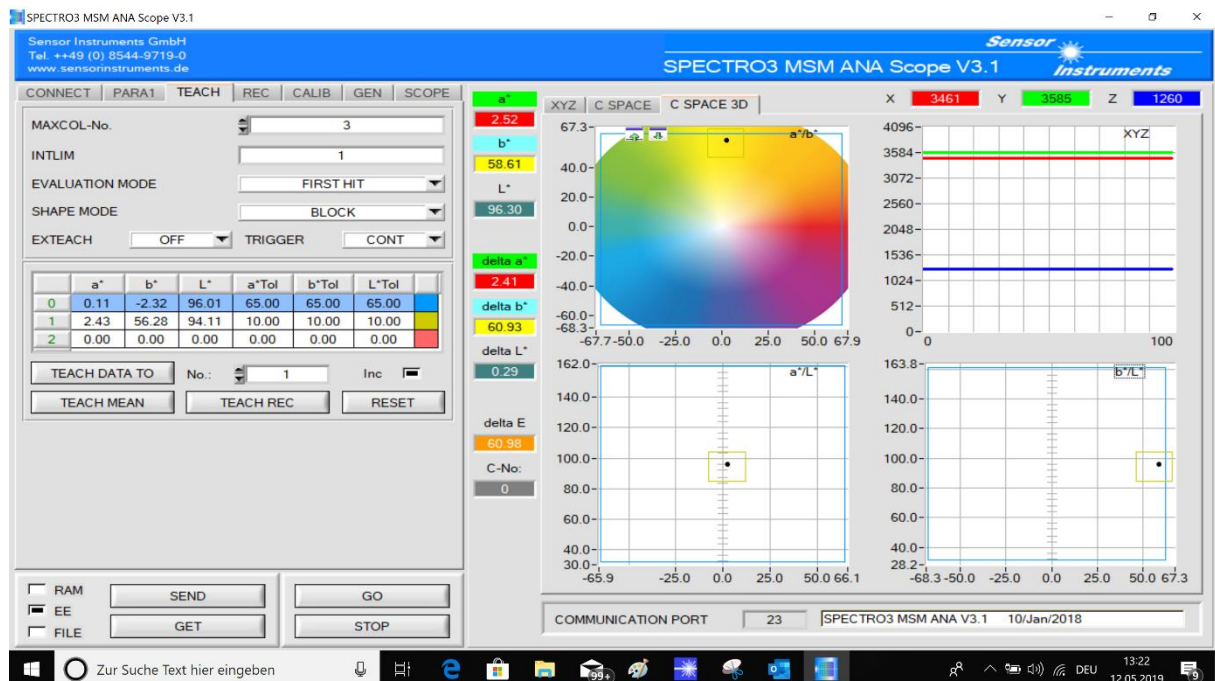 SPECTRO3 MSM ANA Scope V3.1
Sensor Instruments GmbH
Tel. ++49 (0) 8544-9719-0
www.sensorinstruments.de
Sensor
Instruments
SPECTRO3 MSM ANA Scope V3.1
CONNECT PARA1 TEACH REC CALIB GEN SCOPE
MAXCOL-No. 3
INTLIM 1
EVALUATION MODE FIRST HIT
SHAPE MODE BLOCK
EXTEACH OFF TRIGGER CONT
a* b* L* a*Tol b*Tol L*Tol
0 0.11 -2.32 96.01 65.00 65.00 65.00
1 2.43 56.28 94.11 10.00 10.00 10.00
2 0.00 0.00 0.00 0.00 0.00 0.00
TEACH DATA TO No.: 1 Inc
TEACH MEAN TEACH REC RESET
RAM
EE
FILE
SEND GO
GET STOP
a*
2.52
b*
58.61
L*
96.30
delta a*
2.41
delta b*
60.93
delta L*
0.29
delta E
60.98
C-No:
0
XYZ C SPACE C SPACE 3D
X 3461 Y 3585 Z 1260
a*/b*
67.3
40.0
20.0
0.0
-20.0
-40.0
-60.0
-68.3
-67.7 -50.0 -25.0 0.0 25.0 50.0 67.9
XYZ
4096
3584
3072
2560
2048
1536
1024
512
0
0 100
a*/L*
162.0
140.0
120.0
100.0
80.0
60.0
40.0
30.0
-65.9 -25.0 0.0 25.0 50.0 66.1
b*/L*
163.8
140.0
120.0
100.0
80.0
60.0
40.0
28.2
-68.3 -50.0 -25.0 0.0 25.0 50.0 67.3
COMMUNICATION PORT 23 SPECTRO3 MSM ANA V3.1 10/Jan/2018
Zur Suche Text hier eingeben
99+
DEU
13:22
12.05.2019
9